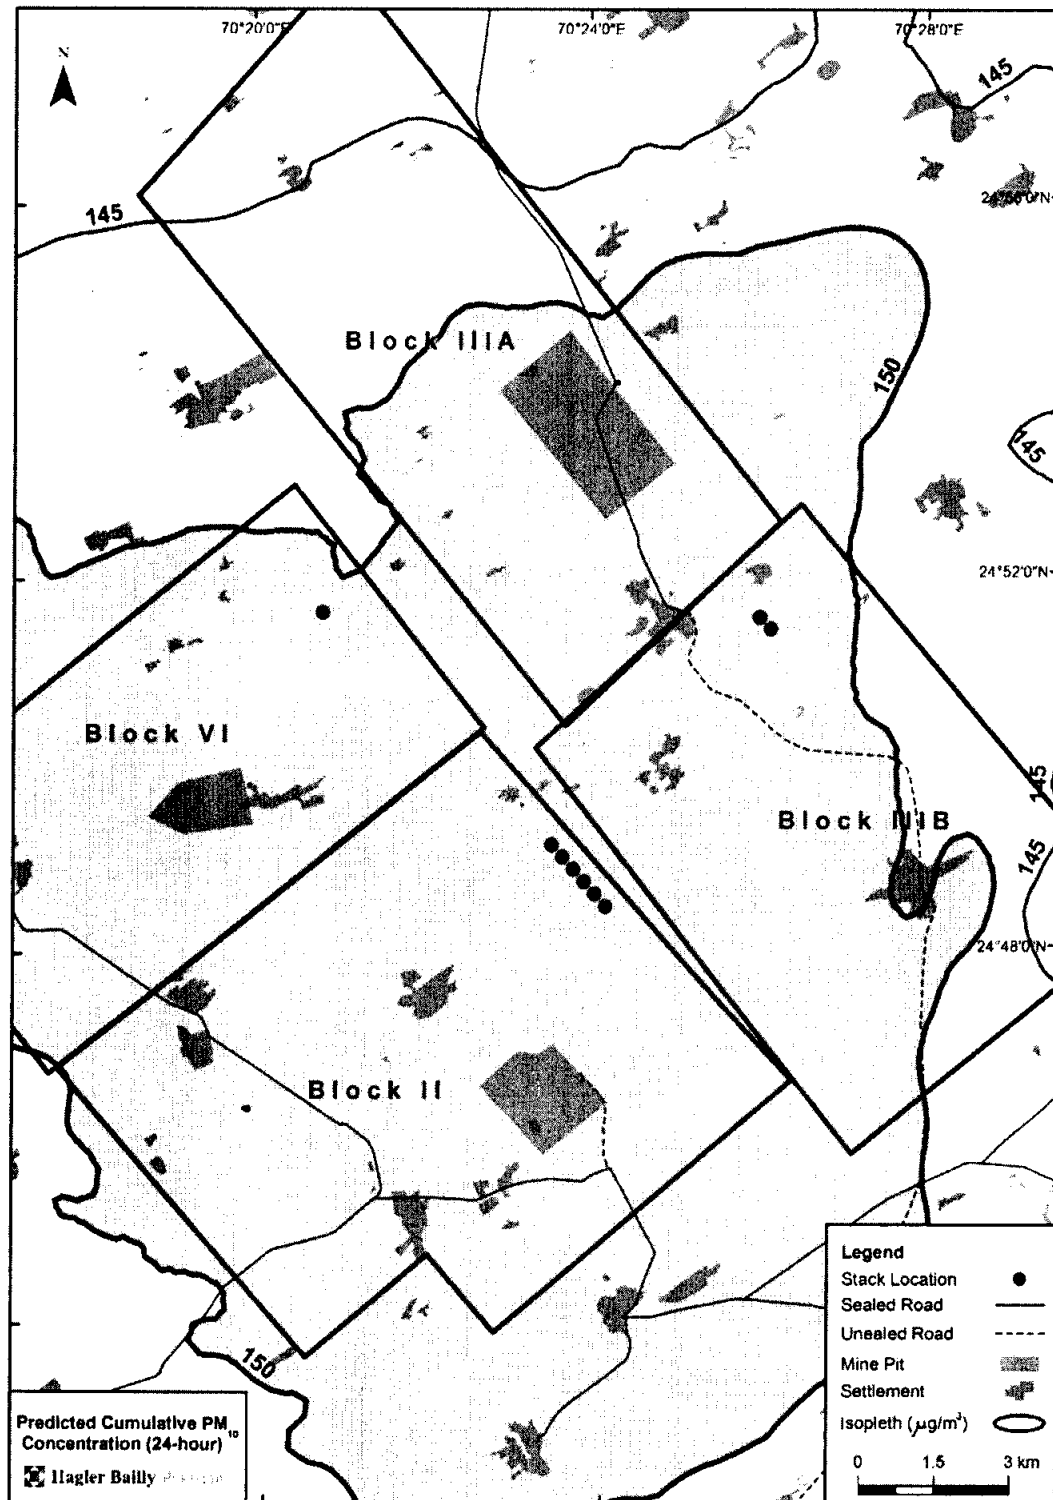 70°20'0"E
70°24'0"E
70°28'0"E
N
145
145
24°56'0"N
Block IIIA
150
145
24°52'0"N
Block VI
145
Block IIIB
145
24°48'0"N
Block II
150
Legend
Stack Location
Sealed Road
Unealed Road
Mine Pit
Settlement
Isopleth (µg/m³)
0 1.5 3 km
Predicted Cumulative PM10
Concentration (24-hour)
Hagler Bailly